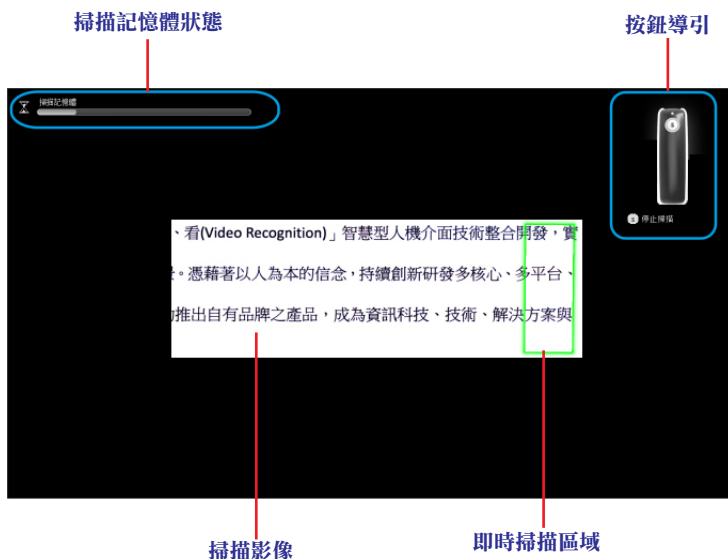 掃描記憶體狀態
按鈕導引
掃描記憶體
停止掃描
、看(Video Recognition)」智慧型人機介面技術整合開發，實
。憑藉著以人為本的信念，持續創新研發多核心、多平台、
推出自有品牌之產品，成為資訊科技、技術、解決方案與
掃描影像
即時掃描區域